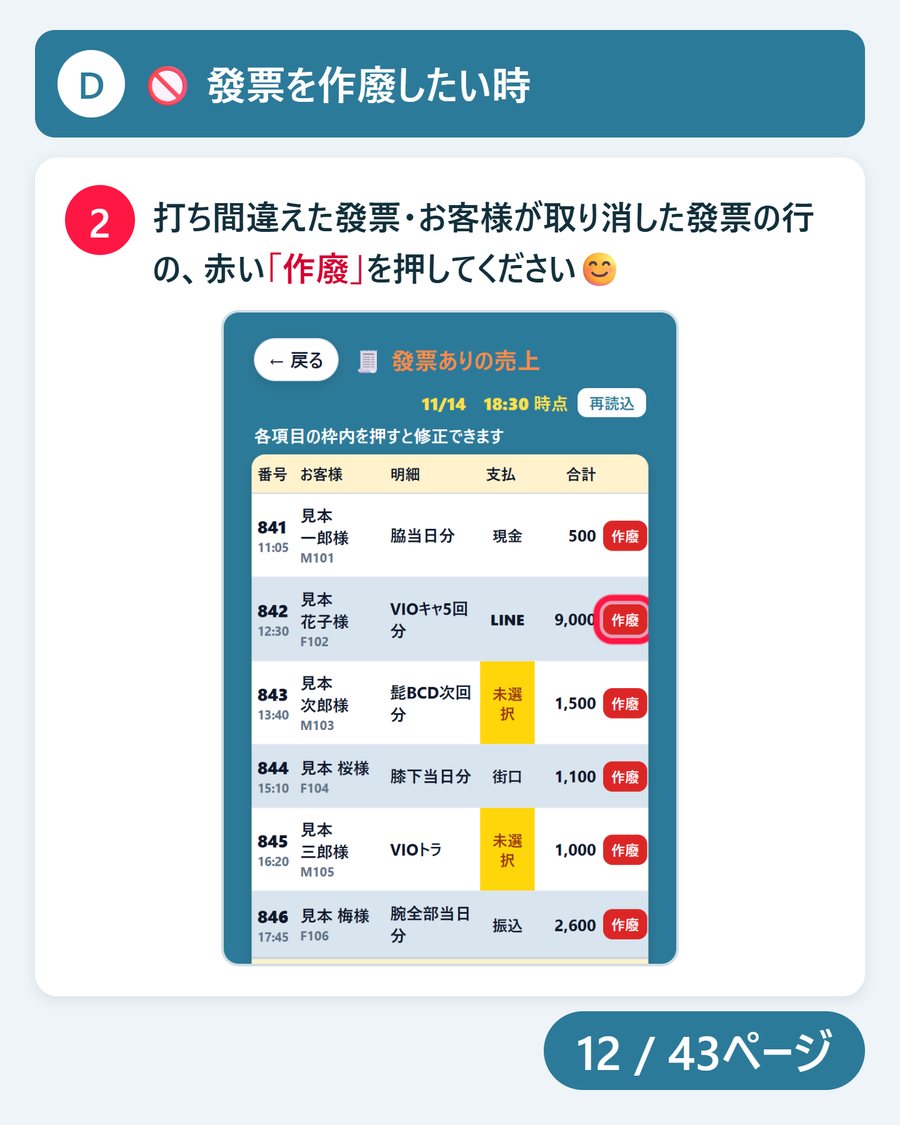 D 🚫 發票を作廢したい時
2 打ち間違えた發票・お客様が取り消した發票の行
の、赤い「作廢」を押してください😊
← 戻る 🧾 發票ありの売上
11/14 18:30 時点 再読込
各項目の枠内を押すと修正できます
番号 お客様 明細 支払 合計
841 11:05 見本 一郎様 M101 脇当日分 現金 500 作廢
842 12:30 見本 花子様 F102 VIOキャ5回分 LINE 9,000 作廢
843 13:40 見本 次郎様 M103 髭BCD次回分 未選択 1,500 作廢
844 15:10 見本 桜様 F104 膝下当日分 街口 1,100 作廢
845 16:20 見本 三郎様 M105 VIOトラ 未選択 1,000 作廢
846 17:45 見本 梅様 F106 腕全部当日分 振込 2,600 作廢
12 / 43ページ